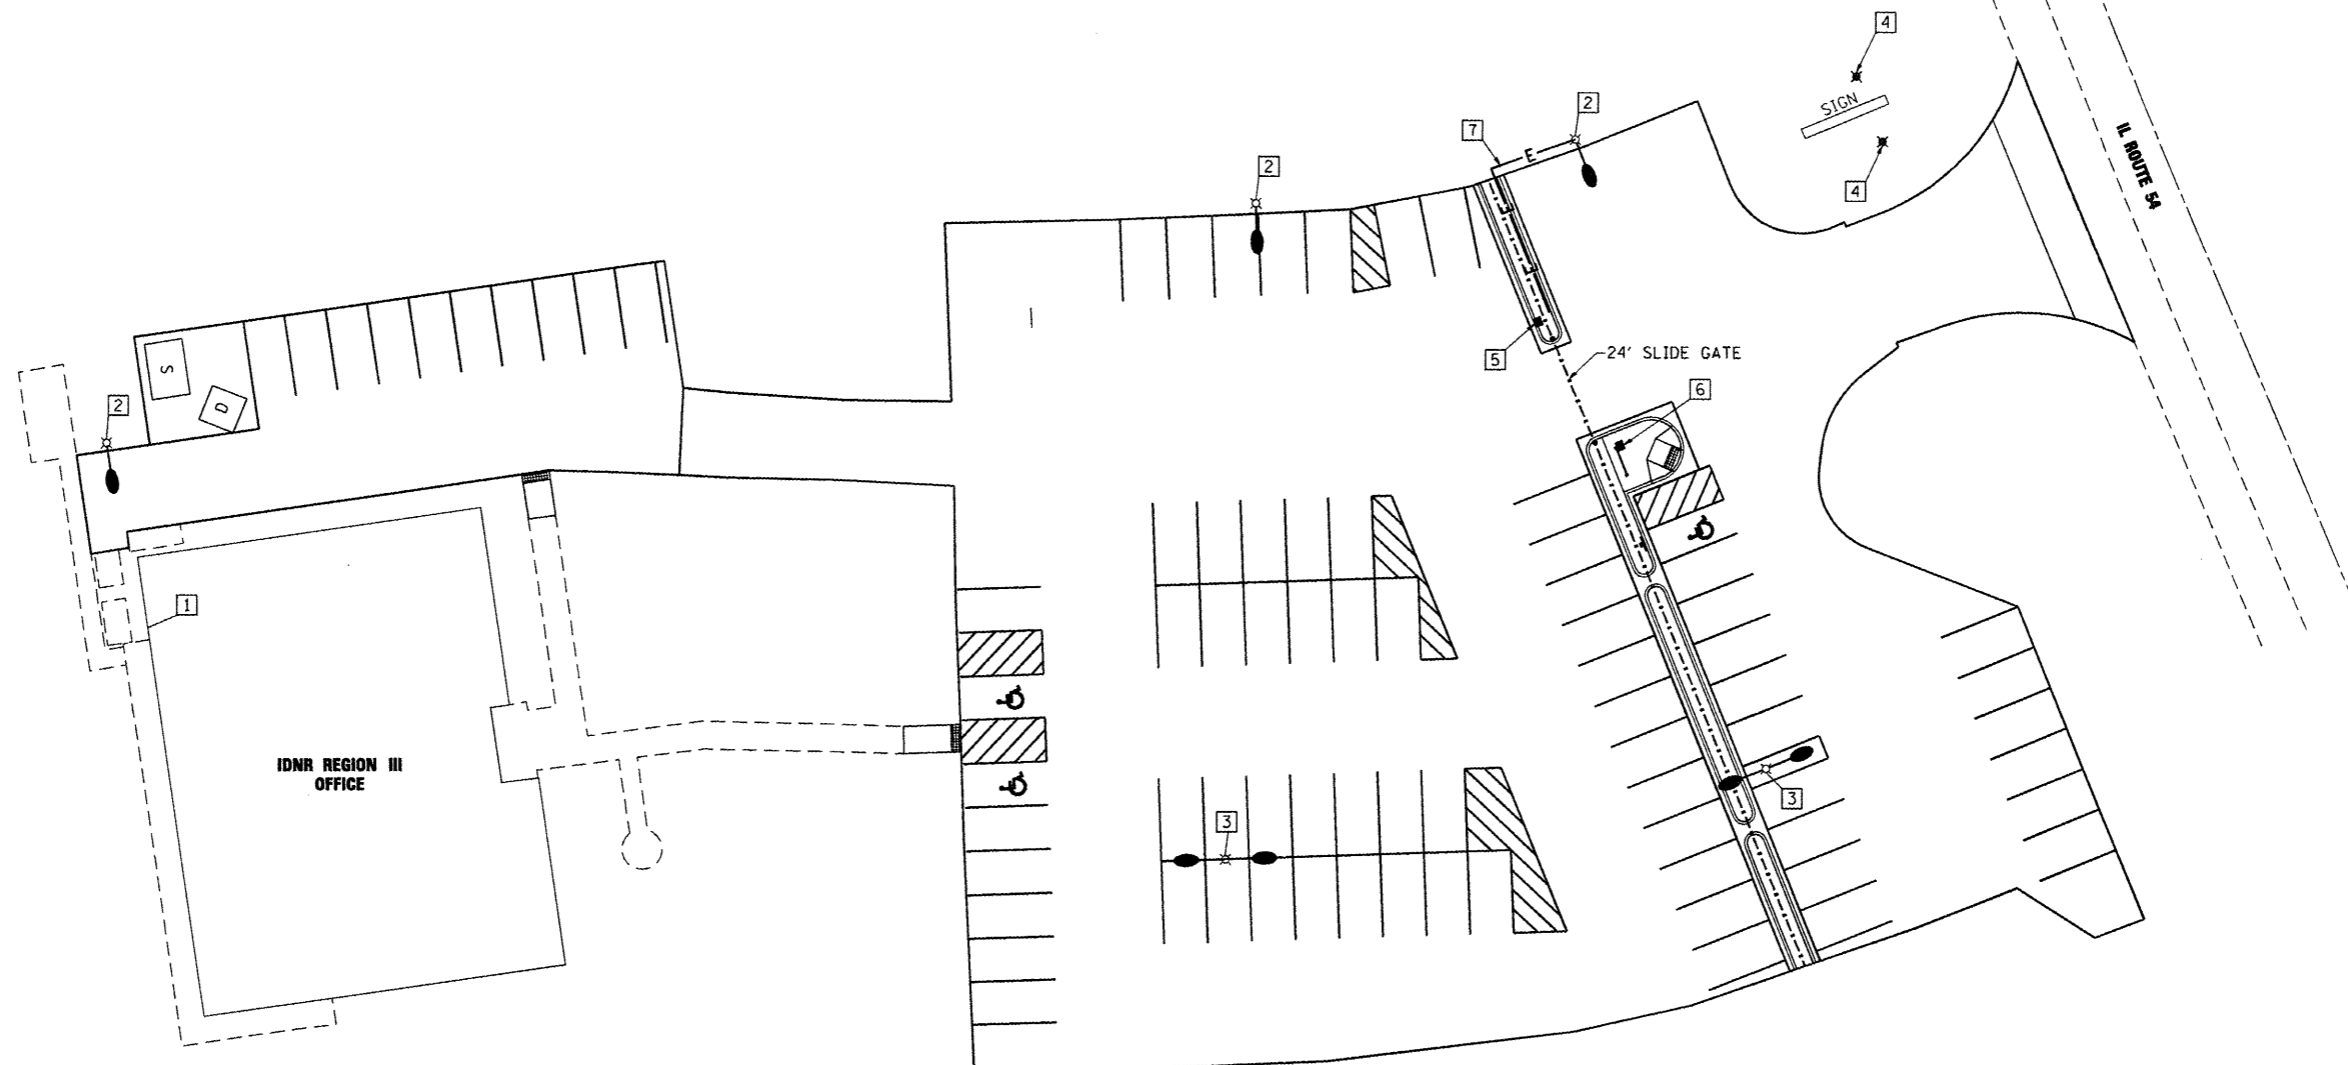 4
SIGN
4
IL ROUTE 54
2
7
E
E
E
2
5
24' SLIDE GATE
6
S
D
2
1
IDNR REGION III
OFFICE
3
3